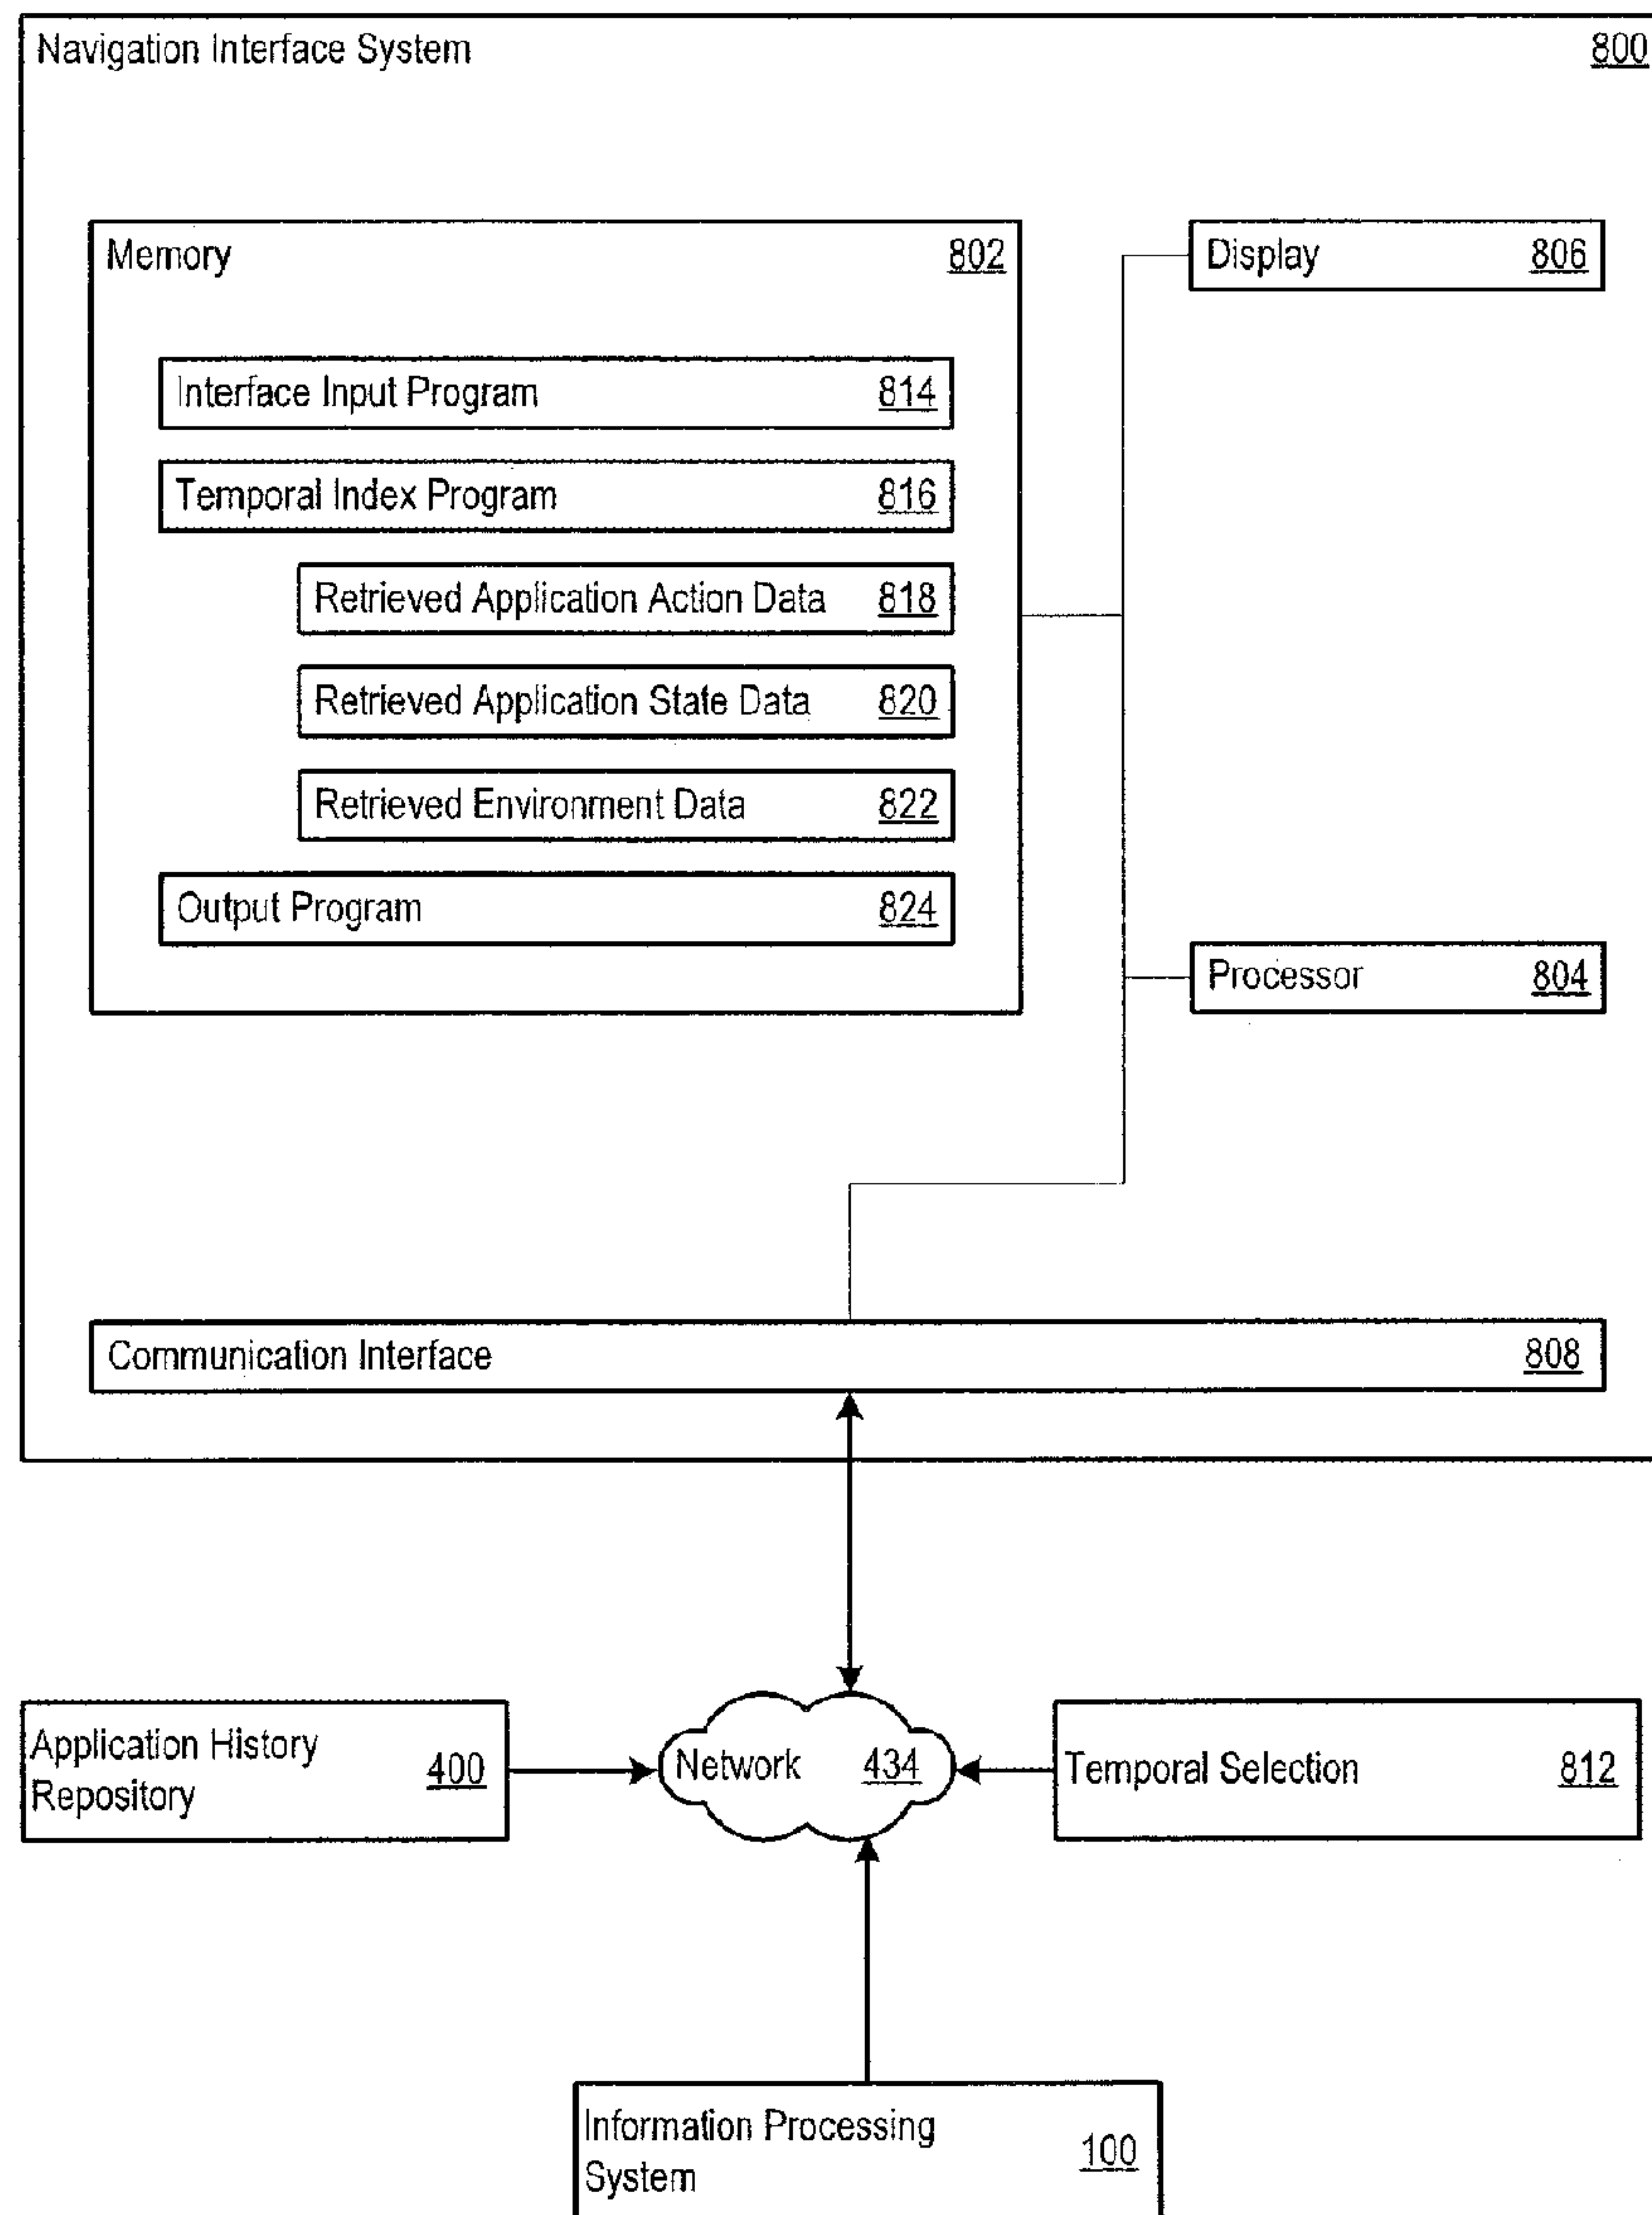 Navigation Interface System 800
Memory 802
Display 806
Interface Input Program 814
Temporal Index Program 816
Retrieved Application Action Data 818
Retrieved Application State Data 820
Retrieved Environment Data 822
Output Program 824
Processor 804
Communication Interface 808
Application History
Repository 400
Network 434
Temporal Selection 812
Information Processing
System 100